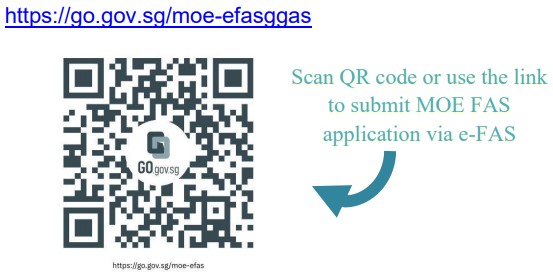 https://go.gov.sg/moe-efasggas
Scan QR code or use the link
to submit MOE FAS
application via e-FAS
GO.gov.sg
https://go.gov.sg/moe-efas